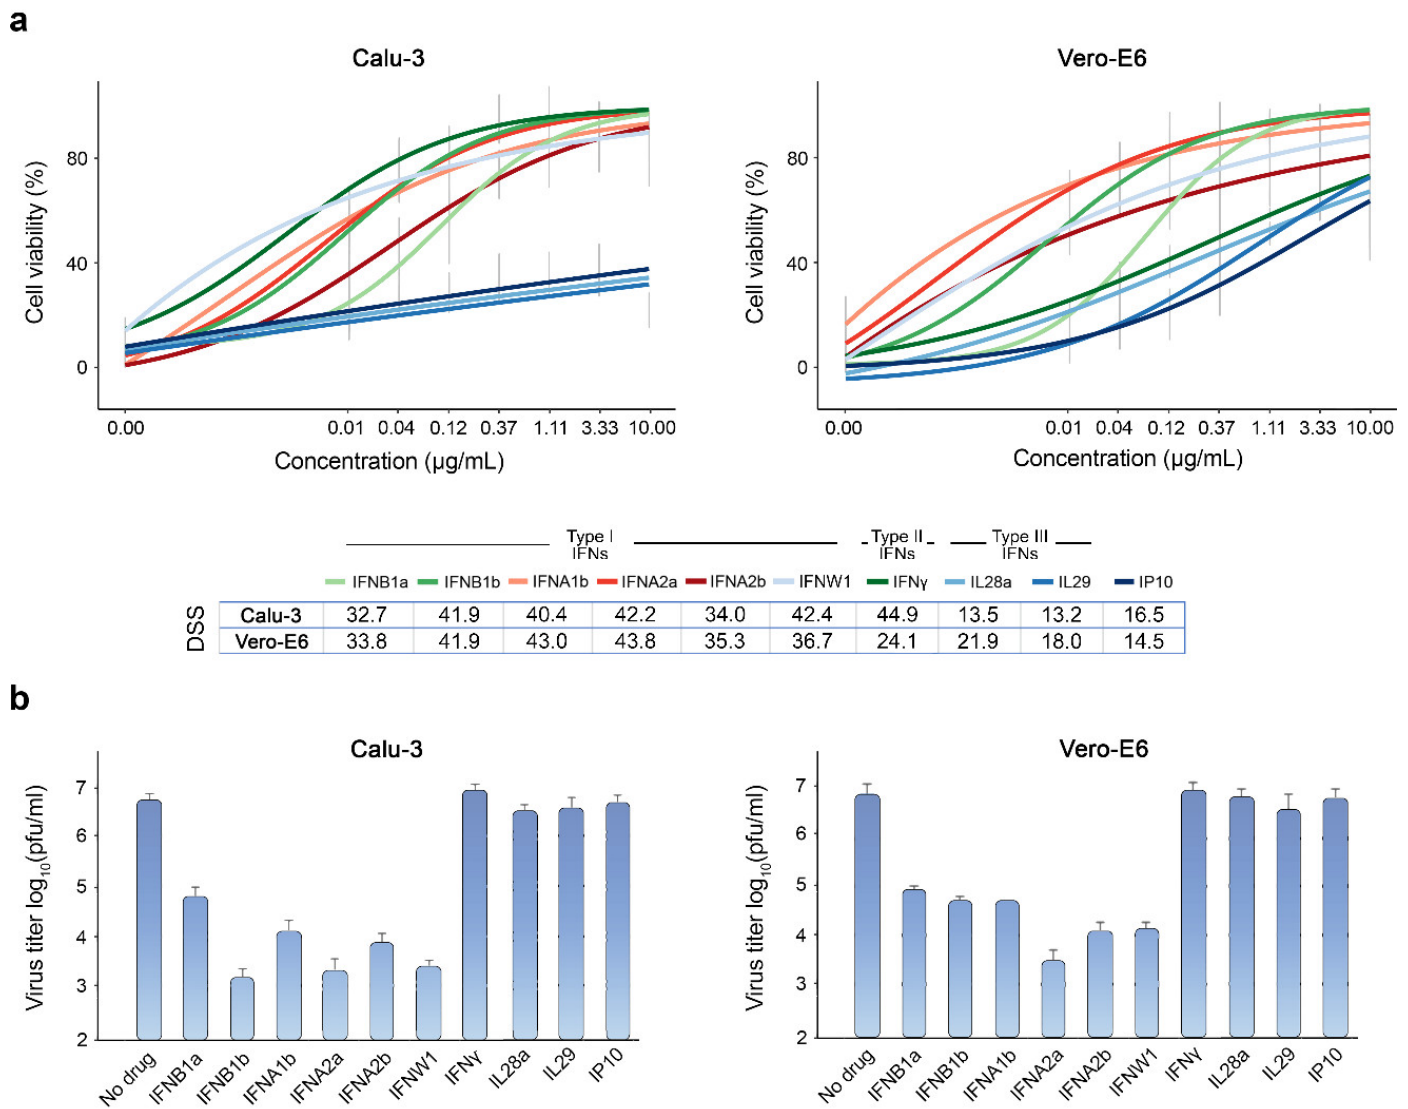 a
Calu-3
Vero-E6
Cell viability (%)
80
40
0
0.00 0.01 0.04 0.12 0.37 1.11 3.33 10.00
Concentration (µg/mL)
Cell viability (%)
80
40
0
0.00 0.01 0.04 0.12 0.37 1.11 3.33 10.00
Concentration (µg/mL)
Type I IFNs
Type II IFNs
Type III IFNs
IFNB1a IFNB1b IFNA1b IFNA2a IFNA2b IFNW1 IFNγ IL28a IL29 IP10
DSS
Calu-3 32.7 41.9 40.4 42.2 34.0 42.4 44.9 13.5 13.2 16.5
Vero-E6 33.8 41.9 43.0 43.8 35.3 36.7 24.1 21.9 18.0 14.5
b
Calu-3
Vero-E6
Virus titer log10(pfu/ml)
7
6
5
4
3
2
No drug IFNB1a IFNB1b IFNA1b IFNA2a IFNA2b IFNW1 IFNγ IL28a IL29 IP10
Virus titer log10(pfu/ml)
7
6
5
4
3
2
No drug IFNB1a IFNB1b IFNA1b IFNA2a IFNA2b IFNW1 IFNγ IL28a IL29 IP10